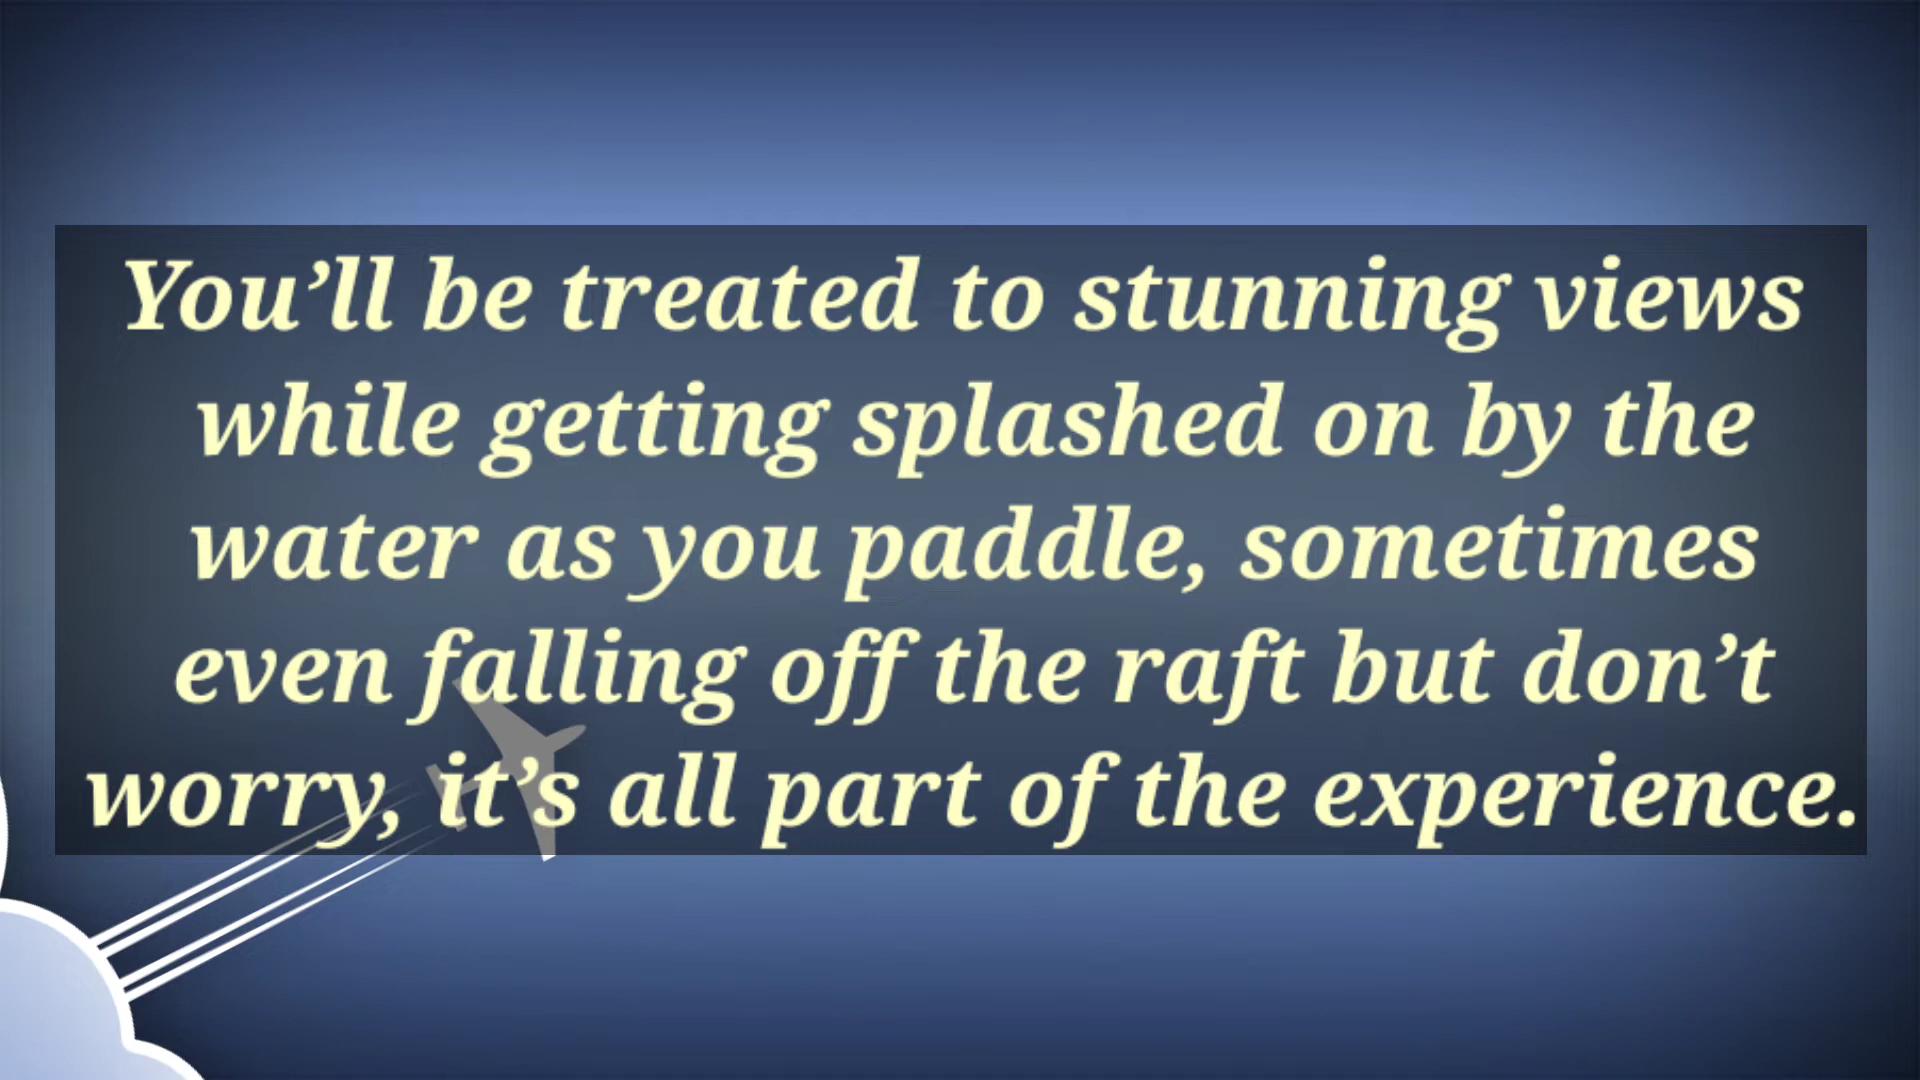 You’ll be treated to stunning views
while getting splashed on by the
water as you paddle, sometimes
even falling off the raft but don’t
worry, it’s all part of the experience.